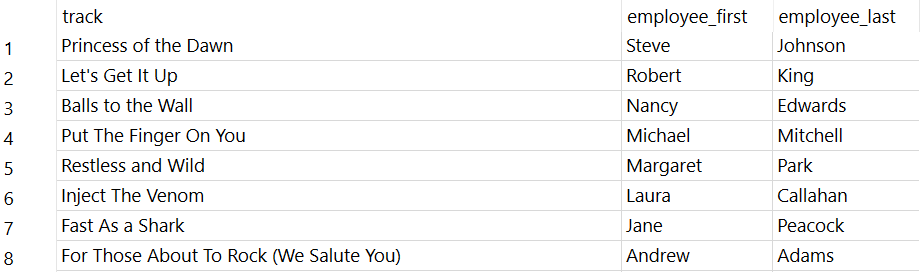 track employee_first employee_last
1 Princess of the Dawn Steve Johnson
2 Let's Get It Up Robert King
3 Balls to the Wall Nancy Edwards
4 Put The Finger On You Michael Mitchell
5 Restless and Wild Margaret Park
6 Inject The Venom Laura Callahan
7 Fast As a Shark Jane Peacock
8 For Those About To Rock (We Salute You) Andrew Adams